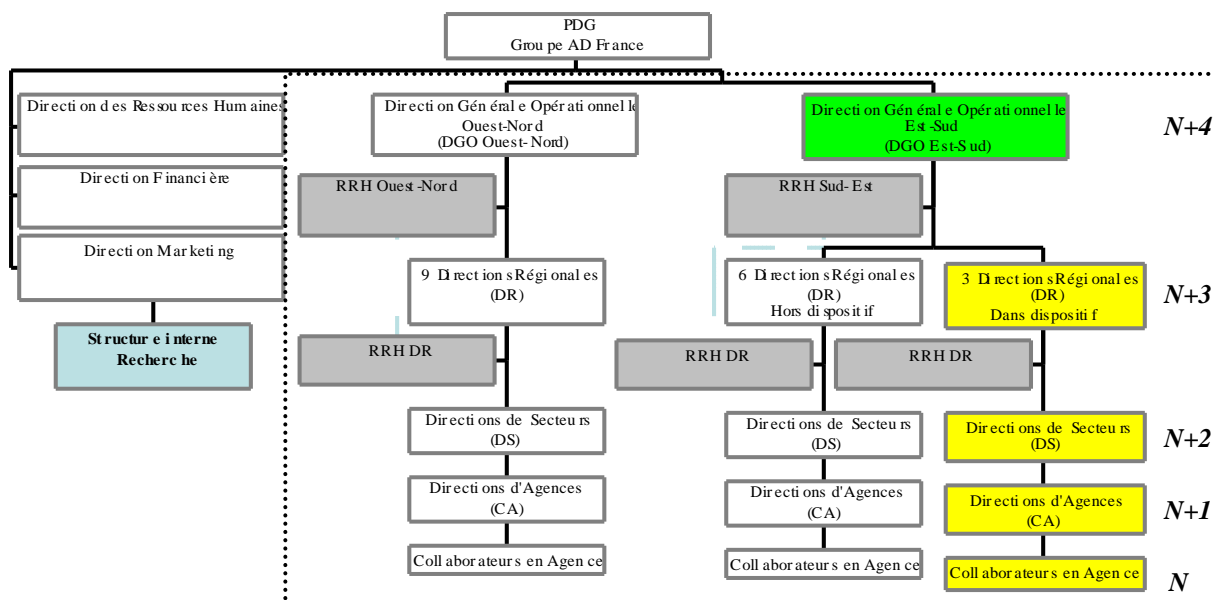 PDG
Groupe AD France
Direction des Ressources Humaines
Direction Financière
Direction Marketing
Structure interne
Recherche
Direction Générale Opérationnelle
Ouest-Nord
(DGO Ouest-Nord)
Direction Générale Opérationnelle
Est-Sud
(DGO Est-Sud)
N+4
RRH Ouest-Nord
RRH Sud-Est
9 Directions Régionales
(DR)
6 Directions Régionales
(DR)
Hors dispositif
3 Directions Régionales
(DR)
Dans dispositif
N+3
RRH DR
RRH DR
RRH DR
Directions de Secteurs
(DS)
Directions de Secteurs
(DS)
Directions de Secteurs
(DS)
N+2
Directions d'Agences
(CA)
Directions d'Agences
(CA)
Directions d'Agences
(CA)
N+1
Collaborateurs en Agence
Collaborateurs en Agence
Collaborateurs en Agence
N